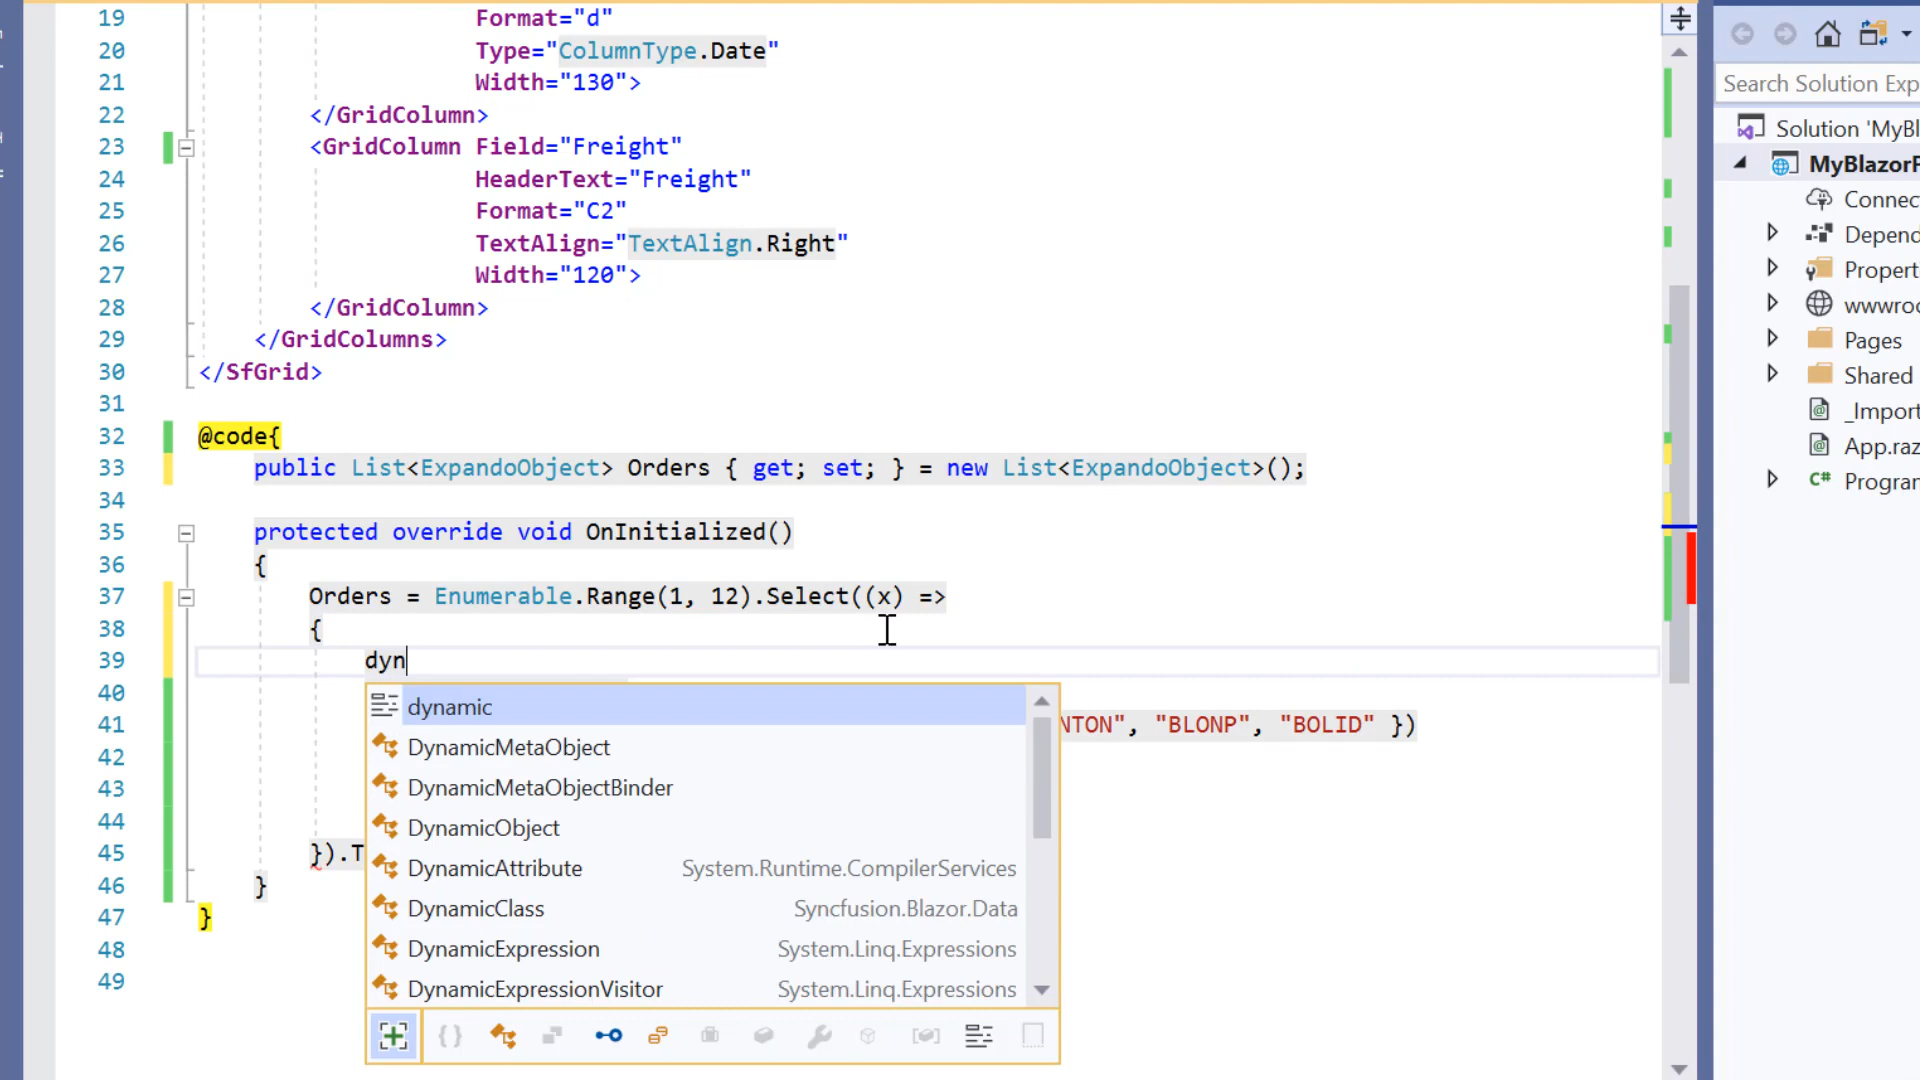 19 Format="d"
20 Type="ColumnType.Date"
21 Width="130">
22 </GridColumn>
23 <GridColumn Field="Freight"
24 HeaderText="Freight"
25 Format="C2"
26 TextAlign="TextAlign.Right"
27 Width="120">
28 </GridColumn>
29 </GridColumns>
30 </SfGrid>
31
32 @code{
33 public List<ExpandoObject> Orders { get; set; } = new List<ExpandoObject>();
34
35 protected override void OnInitialized()
36 {
37 Orders = Enumerable.Range(1, 12).Select((x) =>
38 {
39 dyn
40
41 NTON", "BLONP", "BOLID" })
42
43
44
45 }).T
46 }
47 }
48
49
dynamic
DynamicMetaObject
DynamicMetaObjectBinder
DynamicObject
DynamicAttribute System.Runtime.CompilerServices
DynamicClass Syncfusion.Blazor.Data
DynamicExpression System.Linq.Expressions
DynamicExpressionVisitor System.Linq.Expressions
Search Solution Exp
Solution 'MyBl
MyBlazorP
Connec
Depend
Properti
wwwroo
Pages
Shared
_Import
App.raz
C# Program